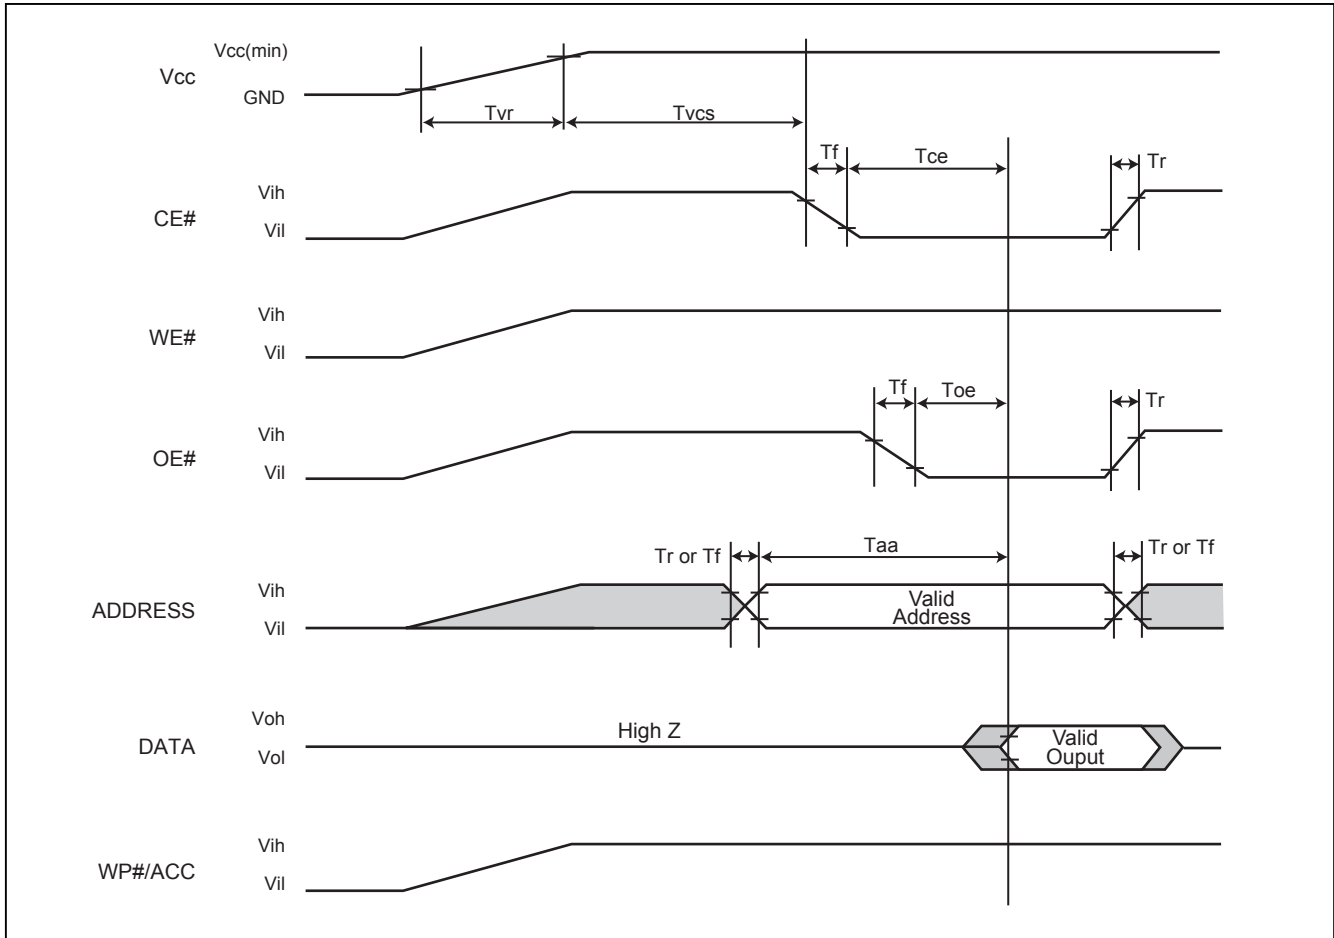 Vcc(min)
Vcc
GND
Tvr
Tvcs
Tf
Tce
Tr
Vih
CE#
Vil
Vih
WE#
Vil
Tf
Toe
Tr
Vih
OE#
Vil
Tr or Tf
Taa
Tr or Tf
Vih
ADDRESS
Vil
Valid
Address
Voh
DATA
Vol
High Z
Valid
Ouput
Vih
WP#/ACC
Vil